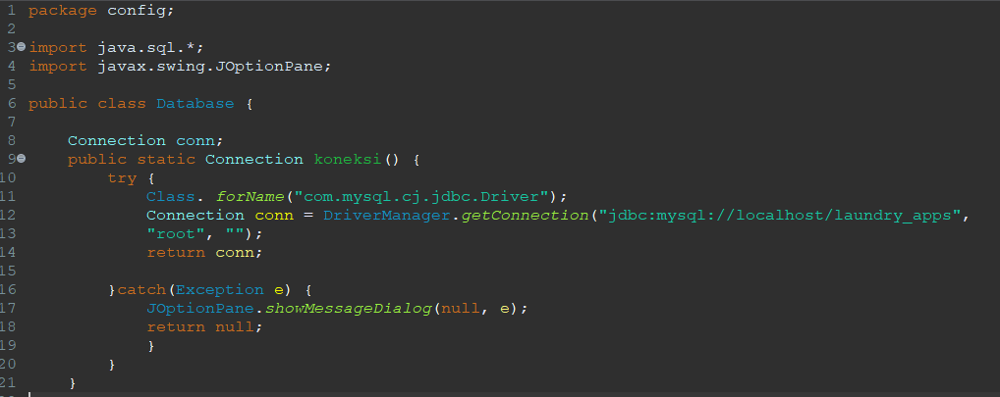 1 package config;
2
3 import java.sql.*;
4 import javax.swing.JOptionPane;
5
6 public class Database {
7
8     Connection conn;
9     public static Connection koneksi() {
10         try {
11             Class. forName("com.mysql.cj.jdbc.Driver");
12             Connection conn = DriverManager.getConnection("jdbc:mysql://localhost/laundry_apps",
13             "root", "");
14             return conn;
15
16         }catch(Exception e) {
17             JOptionPane.showMessageDialog(null, e);
18             return null;
19             }
20         }
21     }